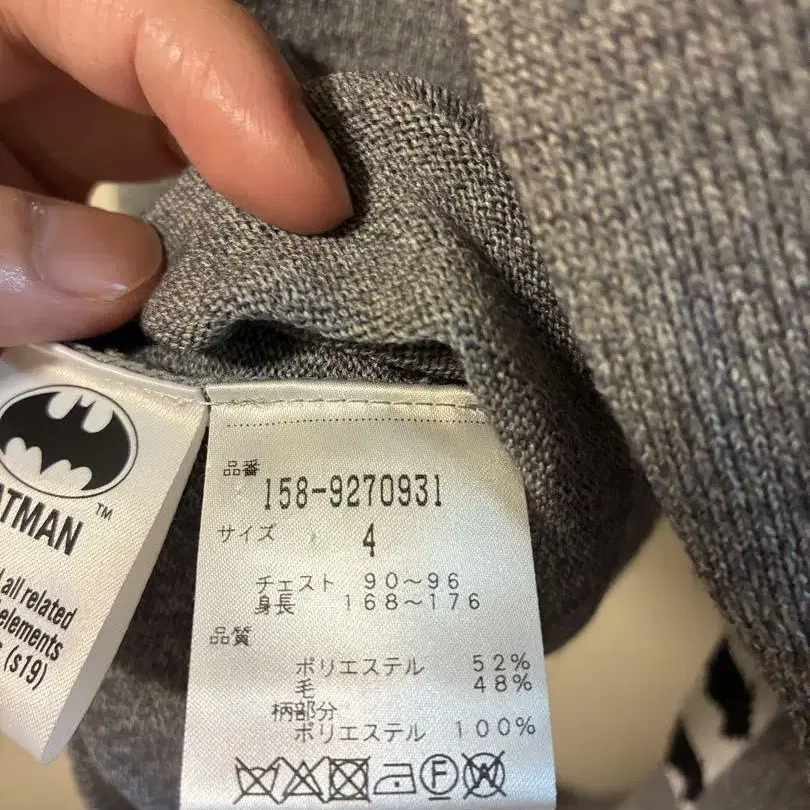 BATMAN
TM
all related
elements
(s19)
品番
158-9270931
サイズ 4
チェスト 90〜96
身長 168〜176
品質
ポリエステル 52%
毛 48%
柄部分
ポリエステル 100%
F
W